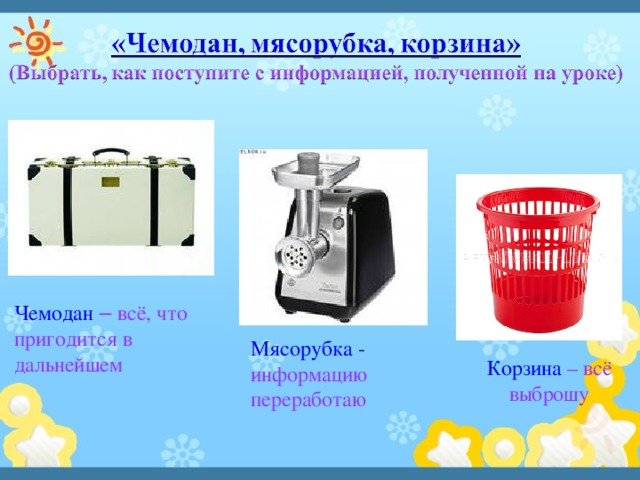 «Чемодан, мясорубка, корзина»
(Выбрать, как поступите с информацией, полученной на уроке)
Чемодан – всё, что
пригодится в
дальнейшем
Мясорубка -
информацию
переработаю
Корзина – всё
выброшу